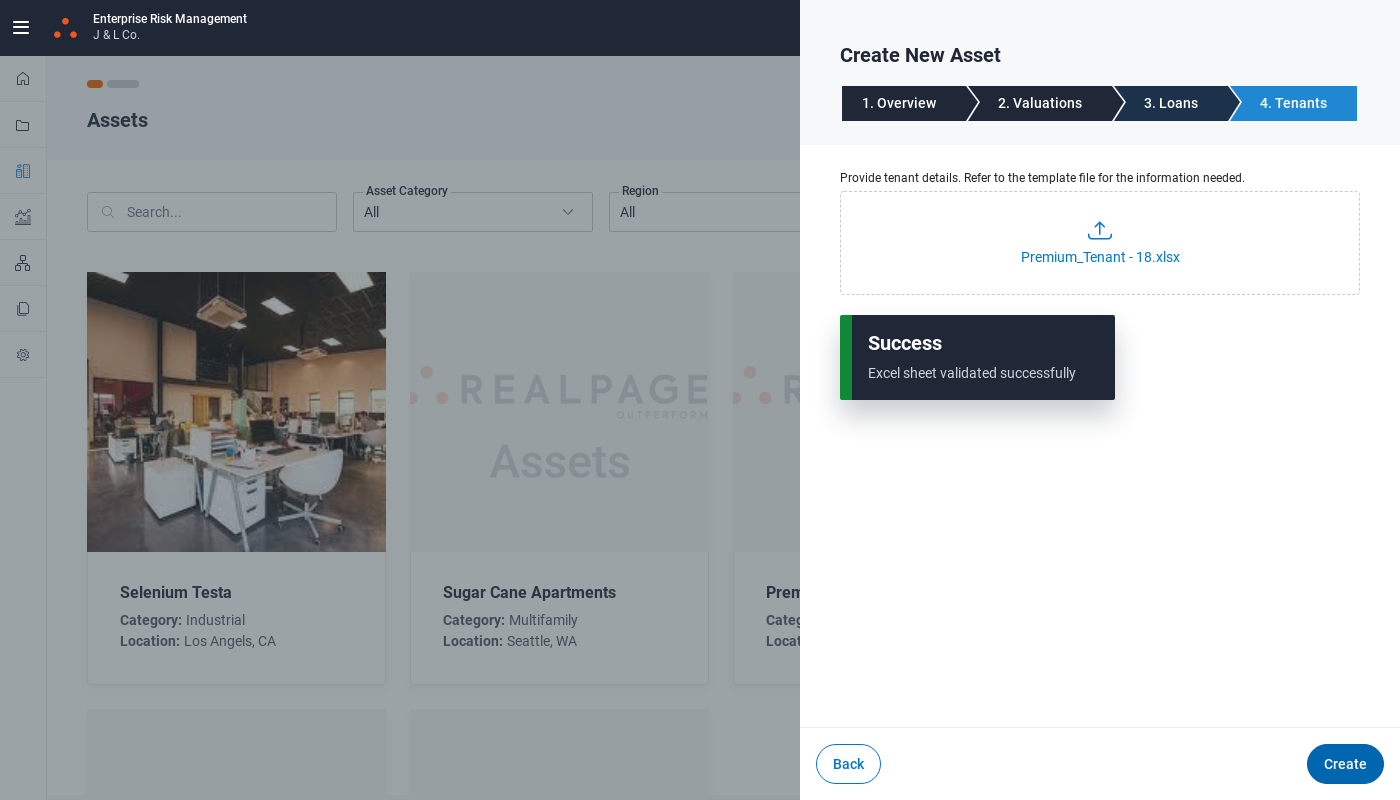 Enterprise Risk Management
J & L Co.
Assets
Search...
Asset Category
All
Region
All
REALPAGE
OUTPERFORM
Assets
Selenium Testa
Category: Industrial
Location: Los Angels, CA
Sugar Cane Apartments
Category: Multifamily
Location: Seattle, WA
R
Prem
Categ
Locat
Create New Asset
1. Overview
2. Valuations
3. Loans
4. Tenants
Provide tenant details. Refer to the template file for the information needed.
Premium_Tenant - 18.xlsx
Success
Excel sheet validated successfully
Back
Create